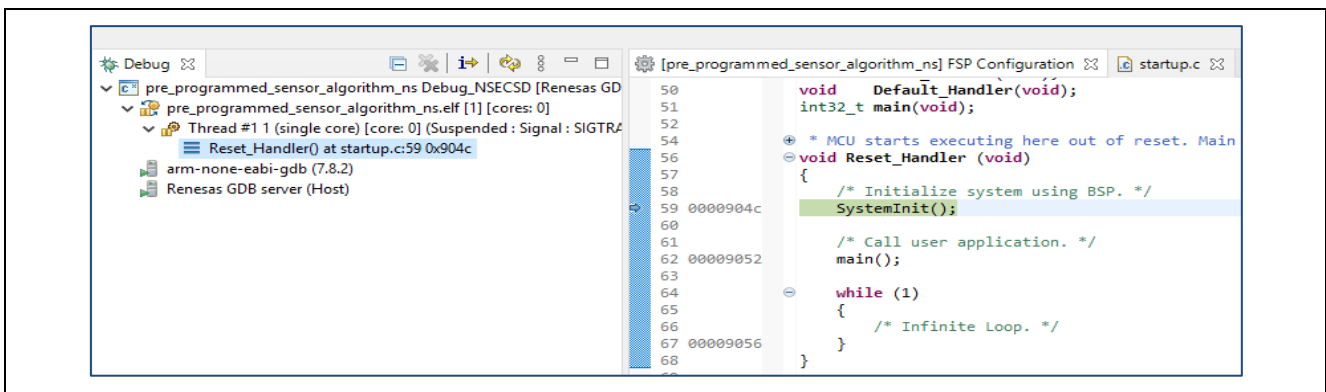 Debug
pre_programmed_sensor_algorithm_ns Debug_NSECSD [Renesas GD
pre_programmed_sensor_algorithm_ns.elf [1] [cores: 0]
Thread #1 1 (single core) [core: 0] (Suspended : Signal : SIGTRA
Reset_Handler() at startup.c:59 0x904c
arm-none-eabi-gdb (7.8.2)
Renesas GDB server (Host)
[pre_programmed_sensor_algorithm_ns] FSP Configuration startup.c
50 void Default_Handler(void);
51 int32_t main(void);
52
54 * MCU starts executing here out of reset. Main
56 void Reset_Handler (void)
57 {
58 /* Initialize system using BSP. */
59 0000904c SystemInit();
60
61 /* Call user application. */
62 00009052 main();
63
64 while (1)
65 {
66 /* Infinite Loop. */
67 00009056 }
68 }